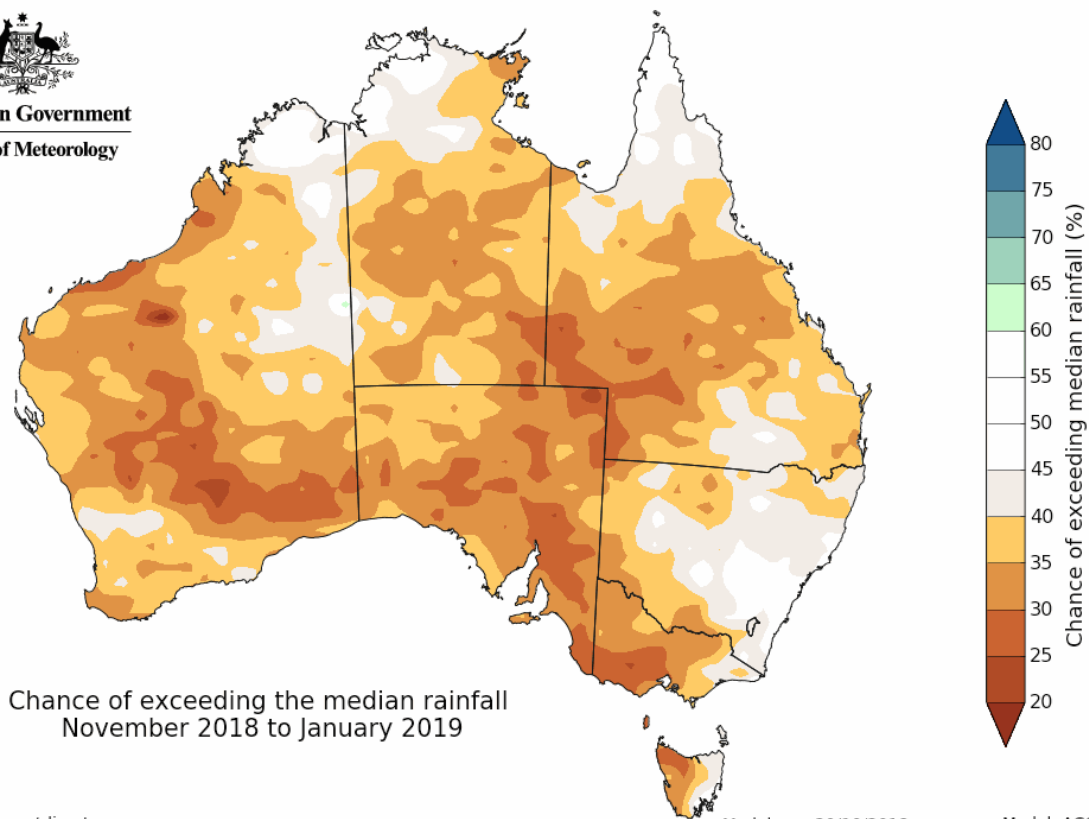 n Government
of Meteorology
80
75
70
65
60
55
50
45
40
35
30
25
20
Chance of exceeding median rainfall (%)
Chance of exceeding the median rainfall
November 2018 to January 2019